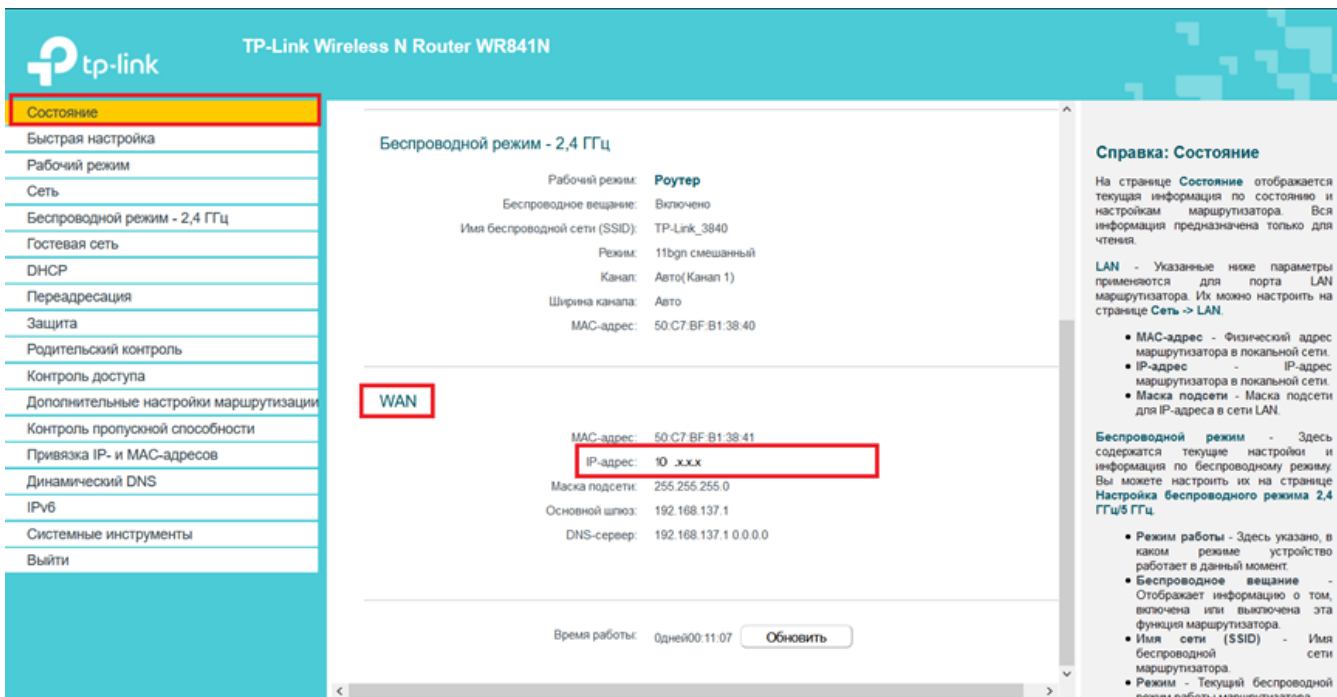 tp-link
TP-Link Wireless N Router WR841N
Состояние
Быстрая настройка
Рабочий режим
Сеть
Беспроводной режим - 2,4 ГГц
Гостевая сеть
DHCP
Переадресация
Защита
Родительский контроль
Контроль доступа
Дополнительные настройки маршрутизации
Контроль пропускной способности
Привязка IP- и MAC-адресов
Динамический DNS
IPv6
Системные инструменты
Выйти
Беспроводной режим - 2,4 ГГц
Рабочий режим: Роутер
Беспроводное вещание: Включено
Имя беспроводной сети (SSID): TP-Link_3840
Режим: 11bgn смешанный
Канал: Авто(Канал 1)
Ширина канала: Авто
MAC-адрес: 50:C7:BF:B1:38:40
WAN
MAC-адрес: 50:C7:BF:B1:38:41
IP-адрес: 10 .x.x.x
Маска подсети: 255.255.255.0
Основной шлюз: 192.168.137.1
DNS-сервер: 192.168.137.1 0.0.0.0
Время работы: 0дней00:11:07 Обновить
Справка: Состояние
На странице Состояние отображается
текущая информация по состоянию и
настройкам маршрутизатора. Вся
информация предназначена только для
чтения.
LAN - Указанные ниже параметры
применяются для порта LAN
маршрутизатора. Их можно настроить на
странице Сеть -> LAN.
• MAC-адрес - Физический адрес
маршрутизатора в локальной сети.
• IP-адрес - IP-адрес
маршрутизатора в локальной сети.
• Маска подсети - Маска подсети
для IP-адреса в сети LAN.
Беспроводной режим - Здесь
содержатся текущие настройки и
информация по беспроводному режиму.
Вы можете настроить их на странице
Настройка беспроводного режима 2,4
ГГц/5 ГГц.
• Режим работы - Здесь указано, в
каком режиме устройство
работает в данный момент.
• Беспроводное вещание -
Отображает информацию о том,
включена или выключена эта
функция маршрутизатора.
• Имя сети (SSID) - Имя
беспроводной сети
маршрутизатора.
• Режим - Текущий беспроводной
режим работы маршрутизатора